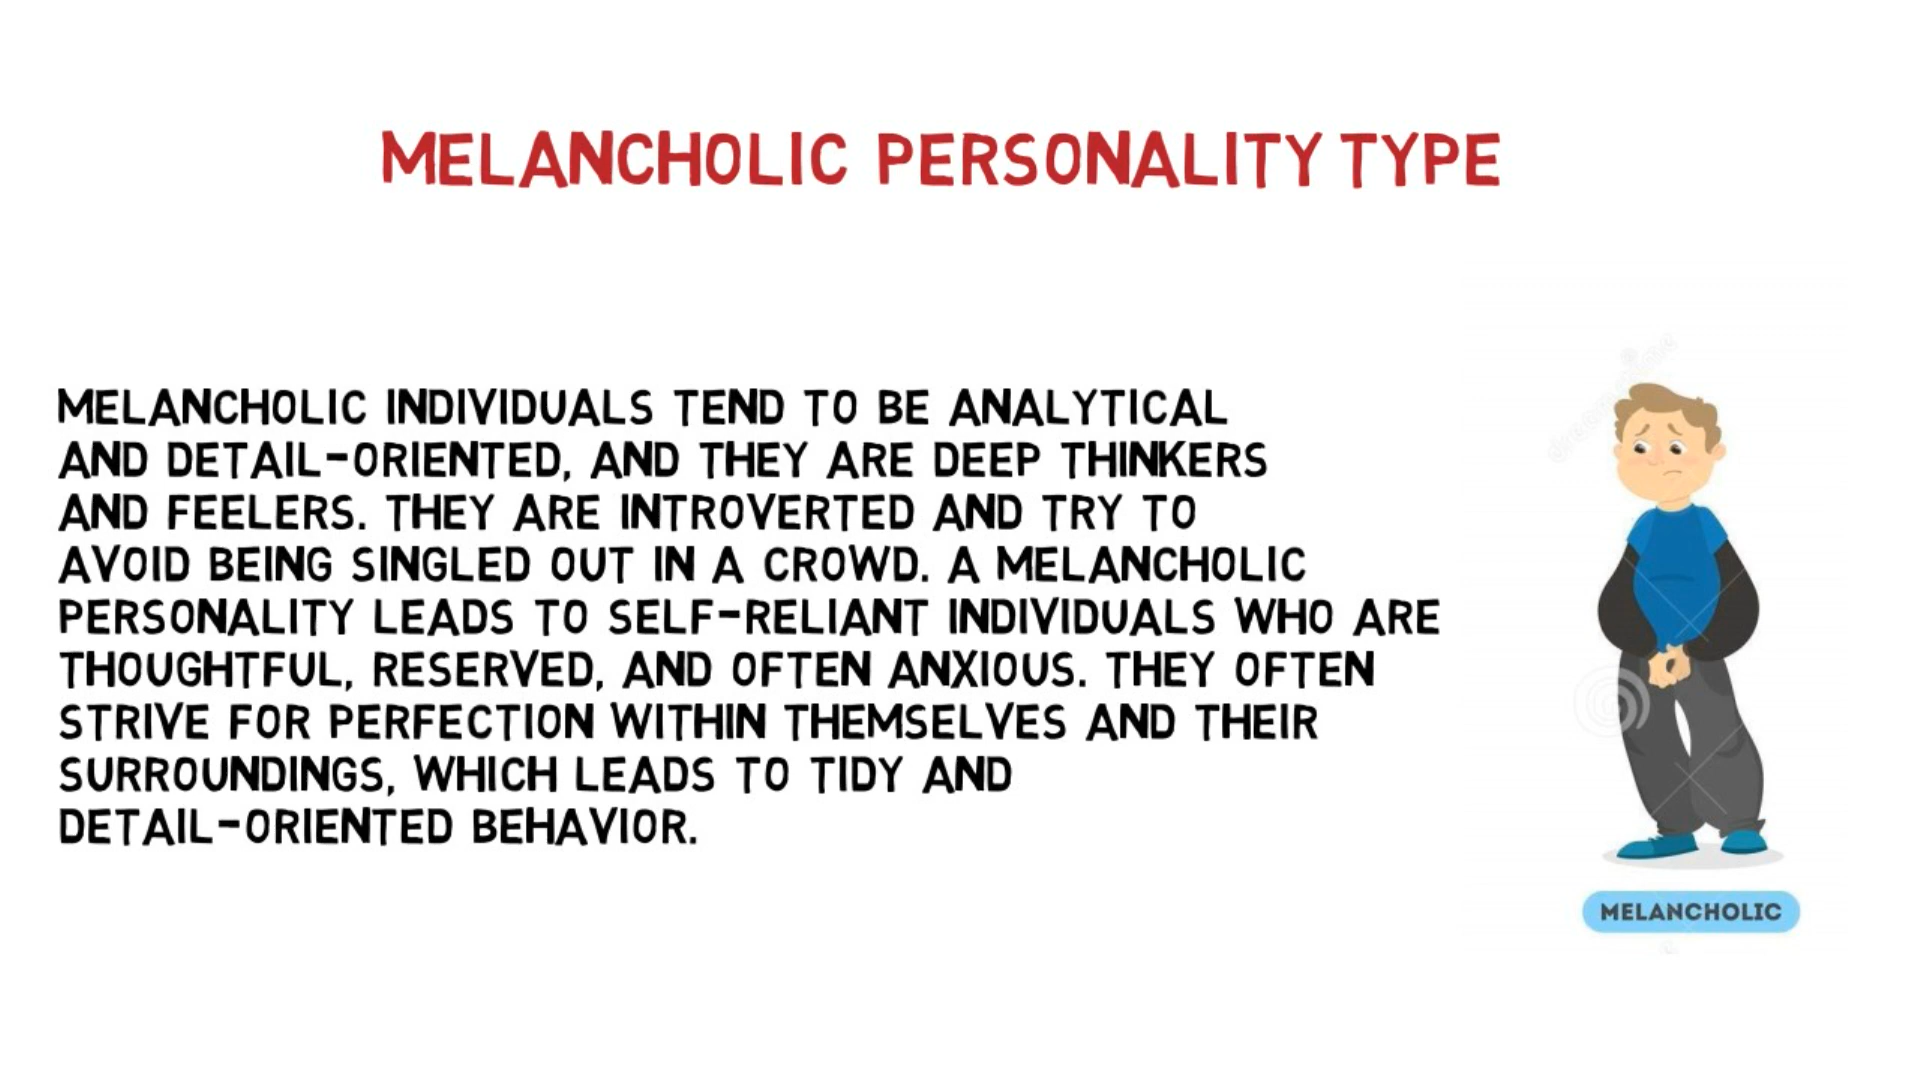 MELANCHOLIC PERSONALITY TYPE
MELANCHOLIC INDIVIDUALS TEND TO BE ANALYTICAL
AND DETAIL-ORIENTED, AND THEY ARE DEEP THINKERS
AND FEELERS. THEY ARE INTROVERTED AND TRY TO
AVOID BEING SINGLED OUT IN A CROWD. A MELANCHOLIC
PERSONALITY LEADS TO SELF-RELIANT INDIVIDUALS WHO ARE
THOUGHTFUL, RESERVED, AND OFTEN ANXIOUS. THEY OFTEN
STRIVE FOR PERFECTION WITHIN THEMSELVES AND THEIR
SURROUNDINGS, WHICH LEADS TO TIDY AND
DETAIL-ORIENTED BEHAVIOR.
MELANCHOLIC